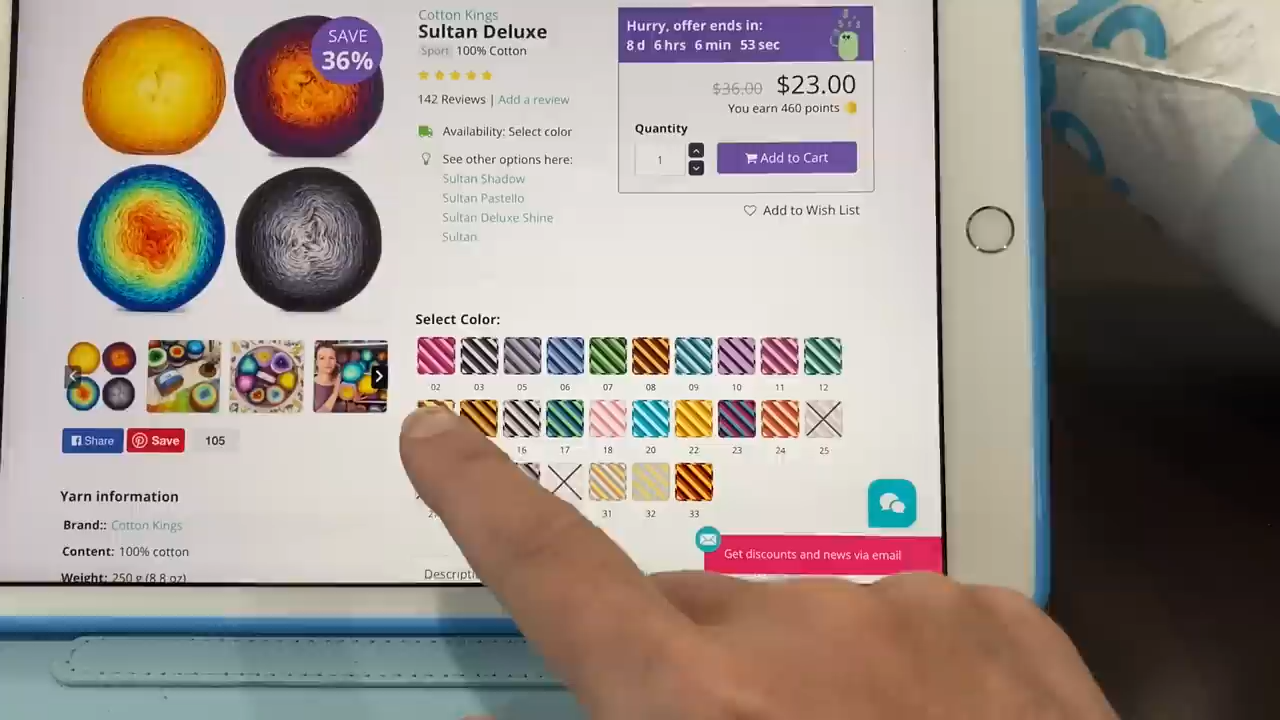 SAVE
36%
Cotton Kings
Sultan Deluxe
Sport 100% Cotton
142 Reviews | Add a review
Availability: Select color
See other options here:
Sultan Shadow
Sultan Pastello
Sultan Deluxe Shine
Sultan
Hurry, offer ends in:
8 d 6 hrs 6 min 53 sec
$36.00 $23.00
You earn 460 points
Quantity
1
Add to Cart
Add to Wish List
Select Color:
02 03 05 06 07 08 09 10 11 12
16 17 18 20 22 23 24 25
31 32 33
Share
Save
105
Yarn information
Brand:: Cotton Kings
Content: 100% cotton
Weight: 250 g (8.8 oz)
Get discounts and news via email